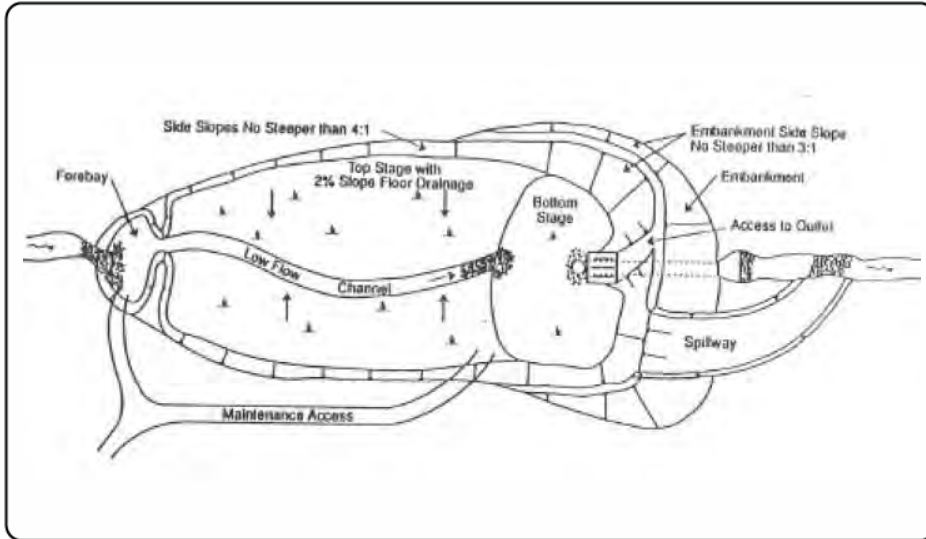 Side Slopes No Steeper than 4:1
Embankment Side Slope
No Steeper than 3:1
Forebay
Top Stage with
2% Slope Floor Drainage
Embankment
Bottom
Stage
Access to Outlet
Low Flow
Channel
Spillway
Maintenance Access